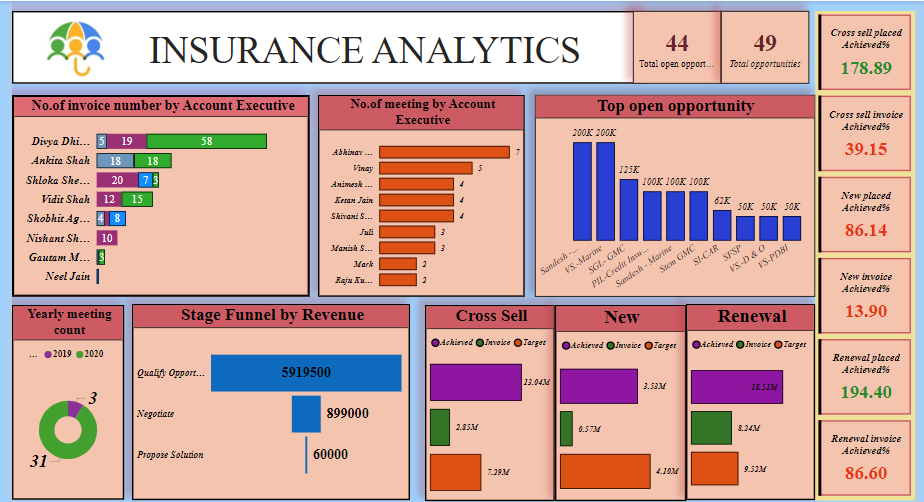 INSURANCE ANALYTICS
44
Total open opport...
49
Total opportunities
Cross sell placed
Achieved%
178.89
Cross sell invoice
Achieved%
39.15
New placed
Achieved%
86.14
New invoice
Achieved%
13.90
Renewal placed
Achieved%
194.40
Renewal invoice
Achieved%
86.60
No.of invoice number by Account Executive
Divya Dhi... 5 19 58
Ankita Shah 18 18
Shloka She... 20 7 3
Vidit Shah 12 15
Shobhit Ag... 4 8
Nishant Sh... 10
Gautam M... 3
Neel Jain
No.of meeting by Account
Executive
Abhinav ... 7
Vinay 5
Animesh ... 4
Ketan Jain 4
Shivani S... 4
Juli 3
Manish S... 3
Mark 2
Raju Ku... 2
Top open opportunity
200K 200K 125K 100K 100K 100K 62K 50K 50K 50K
Sandesh -...
VS.-Marine
SGL- GMC
PIL-Credit Insu...
Sandesh - Marine
Stem GMC
SI-CAR
SFSP
VS.-D & O
VS-PDBI
Yearly meeting
count
... 2019 2020
3
31
Stage Funnel by Revenue
Qualify Opport... 5919500
Negotiate 899000
Propose Solution 60000
Cross Sell
Achieved Invoice Target
13.04M
2.85M
7.29M
New
Achieved Invoice Target
3.53M
0.57M
4.10M
Renewal
Achieved Invoice Target
18.51M
8.24M
9.52M